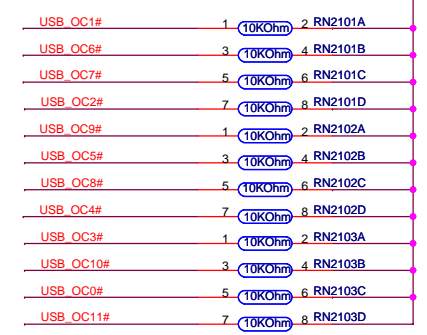 USB_OC1# 1 10KOhm 2 RN2101A
USB_OC6# 3 10KOhm 4 RN2101B
USB_OC7# 5 10KOhm 6 RN2101C
USB_OC2# 7 10KOhm 8 RN2101D
USB_OC9# 1 10KOhm 2 RN2102A
USB_OC5# 3 10KOhm 4 RN2102B
USB_OC8# 5 10KOhm 6 RN2102C
USB_OC4# 7 10KOhm 8 RN2102D
USB_OC3# 1 10KOhm 2 RN2103A
USB_OC10# 3 10KOhm 4 RN2103B
USB_OC0# 5 10KOhm 6 RN2103C
USB_OC11# 7 10KOhm 8 RN2103D